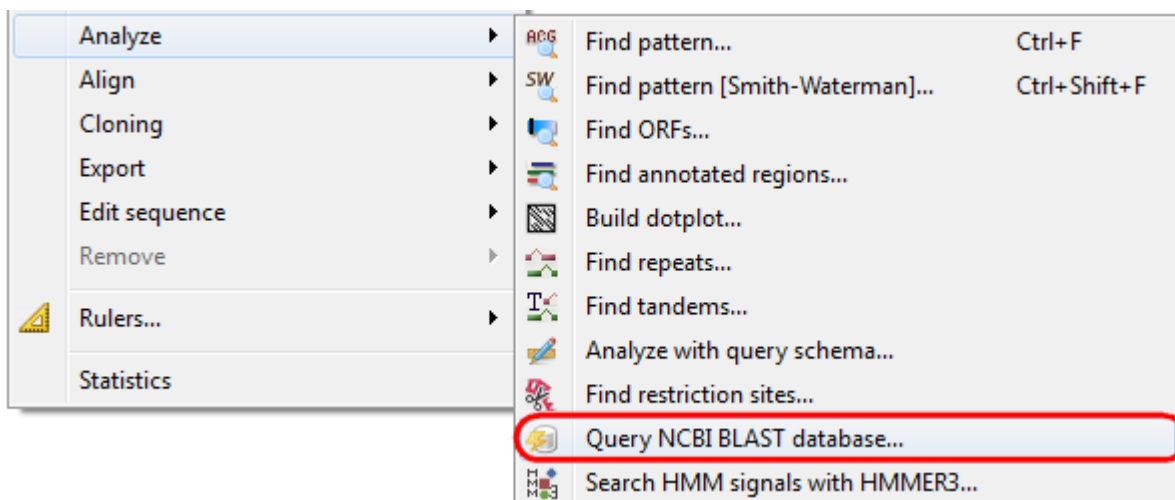 Analyze
Align
Cloning
Export
Edit sequence
Remove
Rulers...
Statistics
ACG Find pattern... Ctrl+F
SW Find pattern [Smith-Waterman]... Ctrl+Shift+F
Find ORFs...
Find annotated regions...
Build dotplot...
Find repeats...
T Find tandems...
Analyze with query schema...
Find restriction sites...
Query NCBI BLAST database...
HMM3 Search HMM signals with HMMER3...